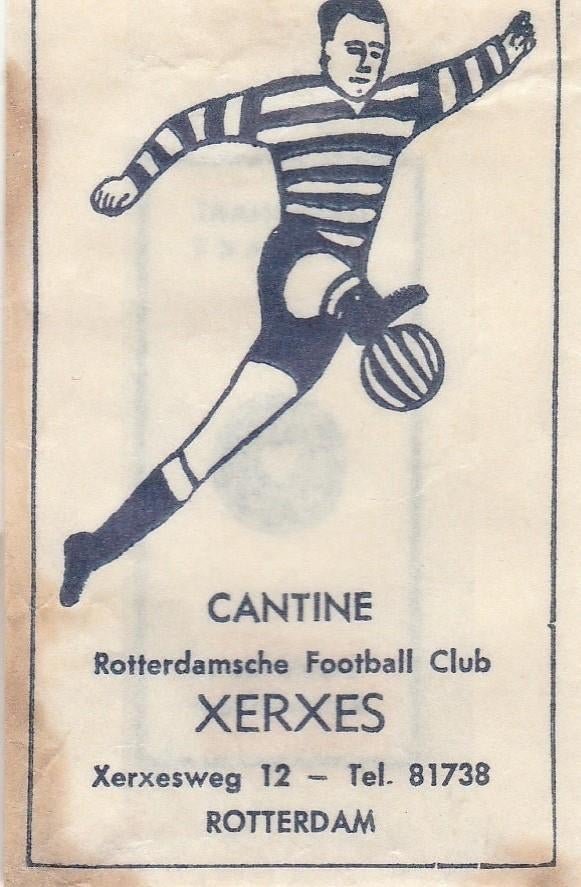 CANTINE
Rotterdamsche Football Club
XERXES
Xerxesweg 12 – Tel. 81738
ROTTERDAM